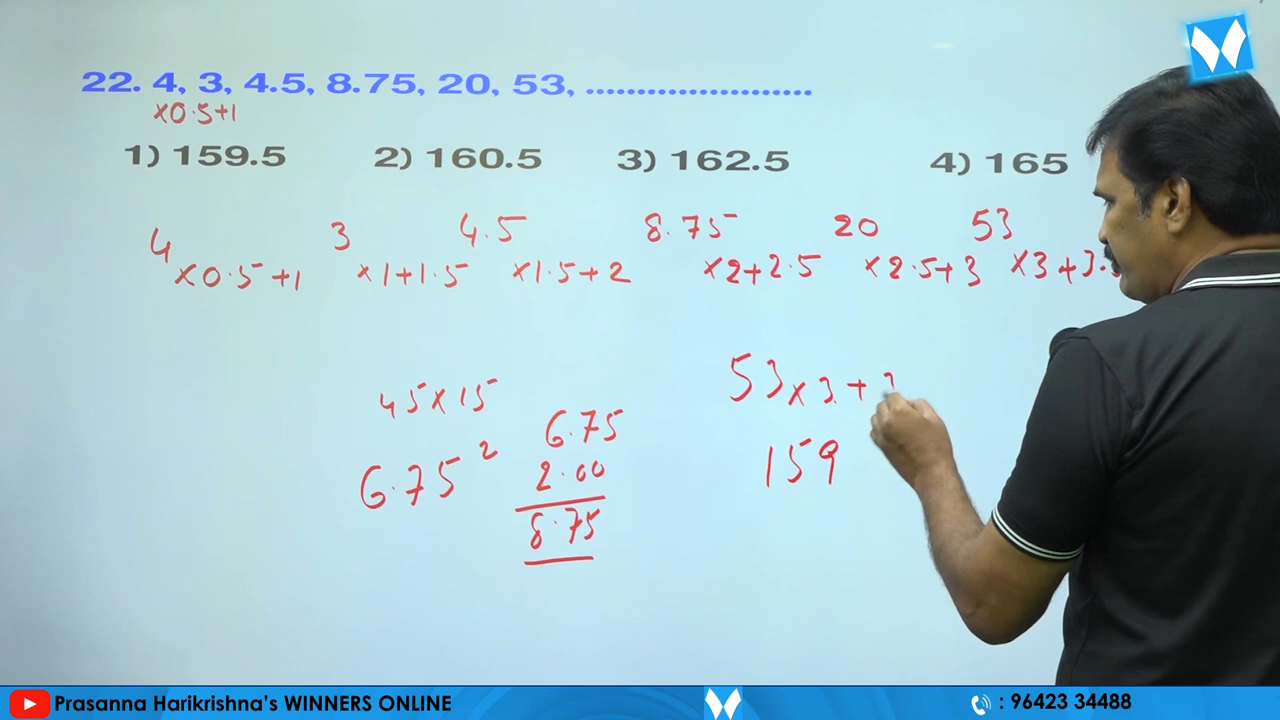 22. 4, 3, 4.5, 8.75, 20, 53, ......................
×0.5+1
1) 159.5 2) 160.5 3) 162.5 4) 165
4 3 4.5 8.75 20 53
×0.5+1 ×1+1.5 ×1.5+2 ×2+2.5 ×2.5+3 ×3+3.
53×3+
45×15
6.75
6.75 2
2.00
159
8.75
Prasanna Harikrishna's WINNERS ONLINE
: 96423 34488